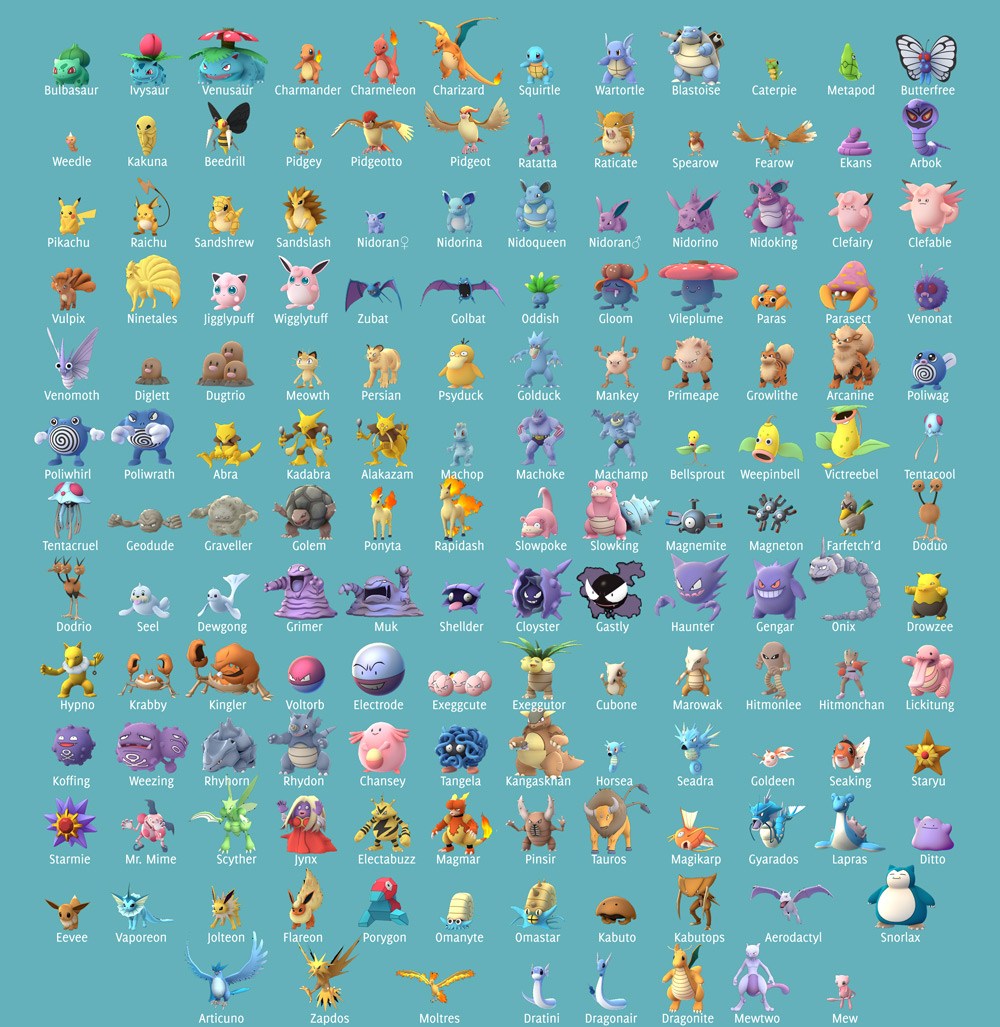 Bulbasaur Ivysaur Venusaur Charmander Charmeleon Charizard Squirtle Wartortle Blastoise Caterpie Metapod Butterfree
Weedle Kakuna Beedrill Pidgey Pidgeotto Pidgeot Ratatta Raticate Spearow Fearow Ekans Arbok
Pikachu Raichu Sandshrew Sandslash Nidoran♀ Nidorina Nidoqueen Nidoran♂ Nidorino Nidoking Clefairy Clefable
Vulpix Ninetales Jigglypuff Wigglytuff Zubat Golbat Oddish Gloom Vileplume Paras Parasect Venonat
Venomoth Diglett Dugtrio Meowth Persian Psyduck Golduck Mankey Primeape Growlithe Arcanine Poliwag
Poliwhirl Poliwrath Abra Kadabra Alakazam Machop Machoke Machamp Bellsprout Weepinbell Victreebel Tentacool
Tentacruel Geodude Graveller Golem Ponyta Rapidash Slowpoke Slowking Magnemite Magneton Farfetch'd Doduo
Dodrio Seel Dewgong Grimer Muk Shellder Cloyster Gastly Haunter Gengar Onix Drowzee
Hypno Krabby Kingler Voltorb Electrode Exeggcute Exeggutor Cubone Marowak Hitmonlee Hitmonchan Lickitung
Koffing Weezing Rhyhorn Rhydon Chansey Tangela Kangaskhan Horsea Seadra Goldeen Seaking Staryu
Starmie Mr. Mime Scyther Jynx Electabuzz Magmar Pinsir Tauros Magikarp Gyarados Lapras Ditto
Eevee Vaporeon Jolteon Flareon Porygon Omanyte Omastar Kabuto Kabutops Aerodactyl Snorlax
Articuno Zapdos Moltres Dratini Dragonair Dragonite Mewtwo Mew